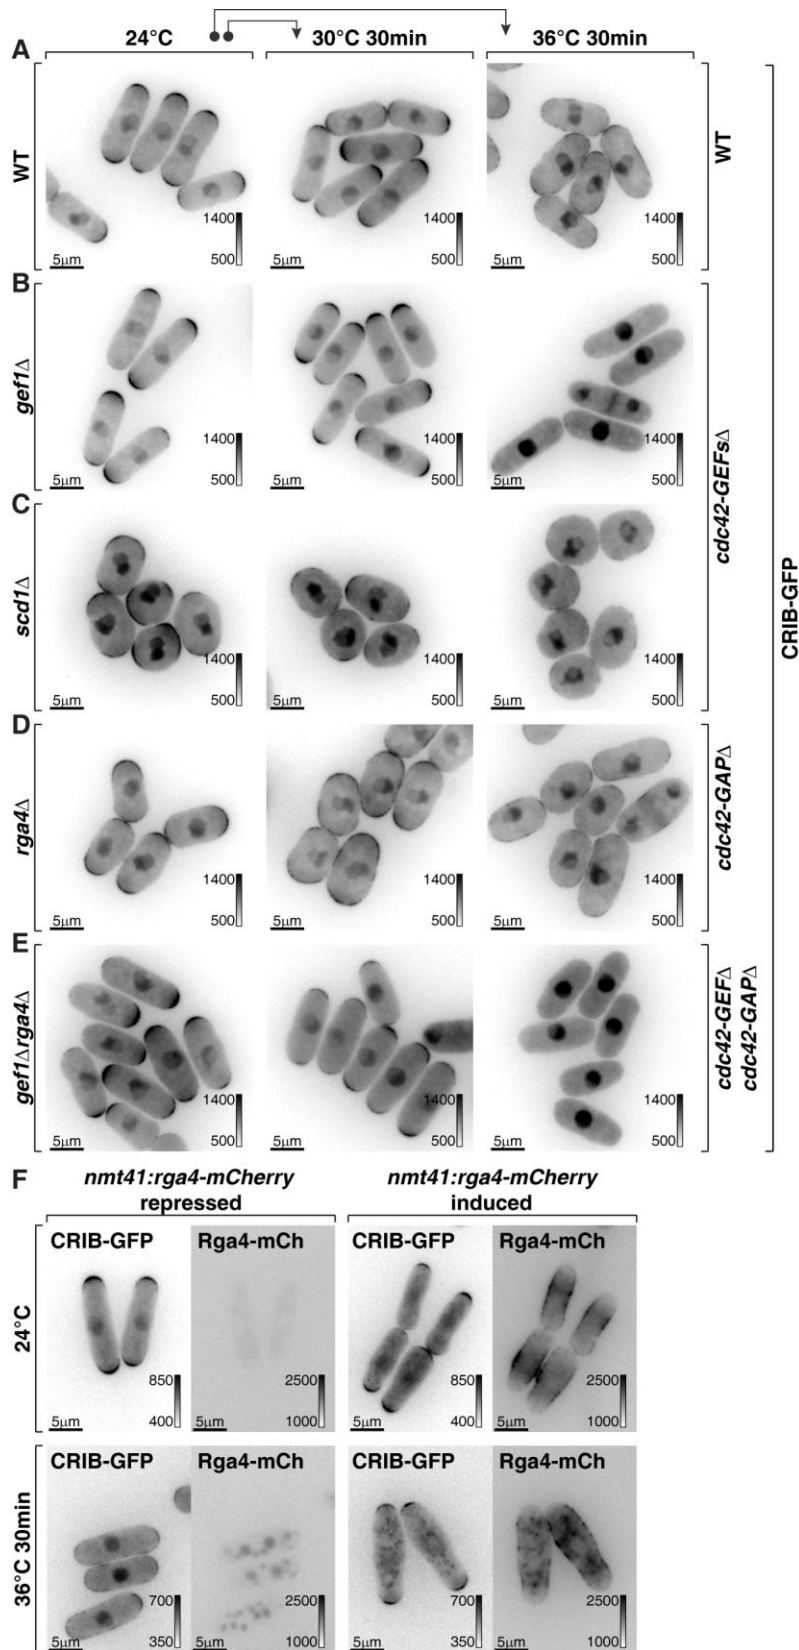 24°C 30°C 30min 36°C 30min
A
WT
1400
500
5µm
1400
500
5µm
1400
500
5µm
WT
B
gef1Δ
1400
500
5µm
1400
500
5µm
1400
500
5µm
cdc42-GEFsΔ
C
scd1Δ
1400
500
5µm
1400
500
5µm
1400
500
5µm
CRIB-GFP
D
rga4Δ
1400
500
5µm
1400
500
5µm
1400
500
5µm
cdc42-GAPΔ
E
gef1Δrga4Δ
1400
500
5µm
1400
500
5µm
1400
500
5µm
cdc42-GEFΔ
cdc42-GAPΔ
F
nmt41:rga4-mCherry
repressed
nmt41:rga4-mCherry
induced
24°C
CRIB-GFP
850
400
5µm
Rga4-mCh
2500
1000
5µm
CRIB-GFP
850
400
5µm
Rga4-mCh
2500
1000
5µm
36°C 30min
CRIB-GFP
700
350
5µm
Rga4-mCh
2500
1000
5µm
CRIB-GFP
700
350
5µm
Rga4-mCh
2500
1000
5µm